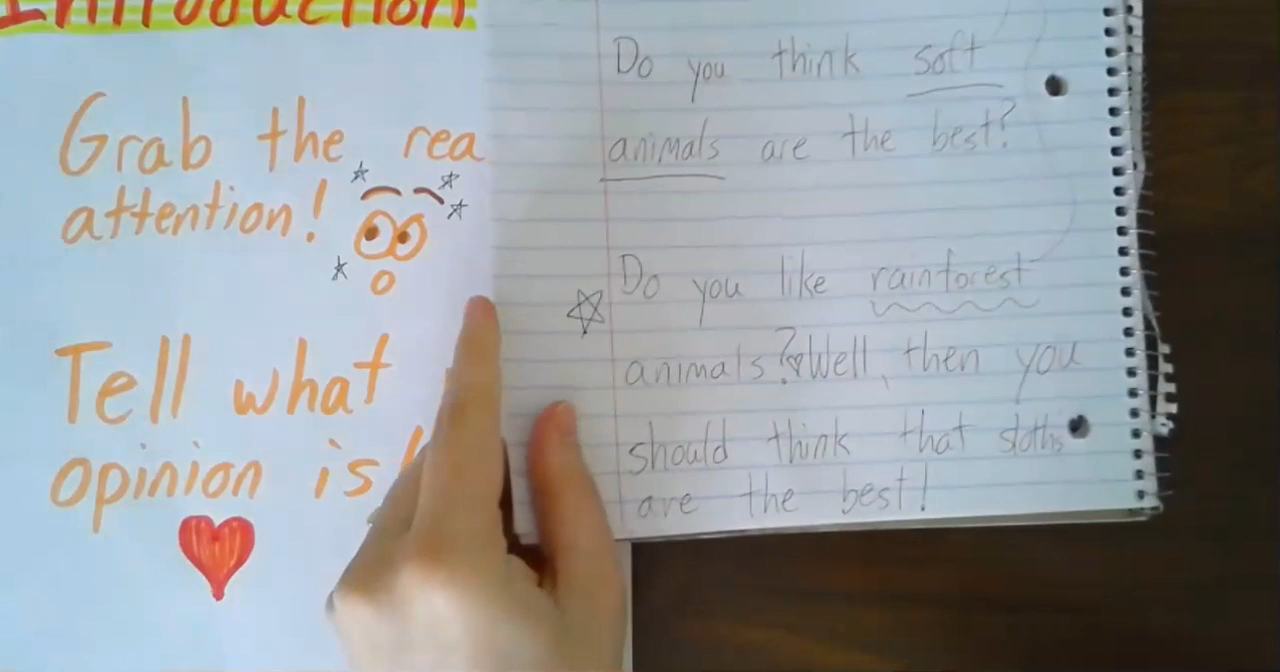 Introduction
Grab the rea
attention!
Tell what
opinion is!
Do you think soft
animals are the best?
Do you like rainforest
animals? Well, then you
should think that sloths
are the best!